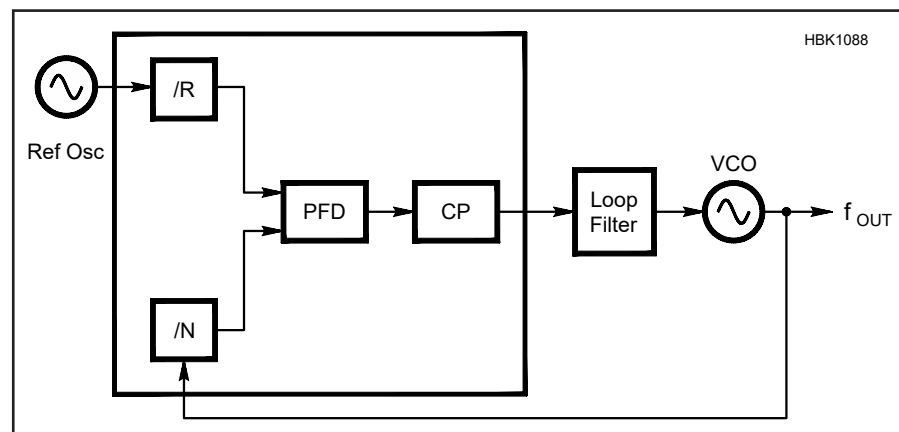 HBK1088
Ref Osc
/R
/N
PFD
CP
Loop
Filter
VCO
f OUT